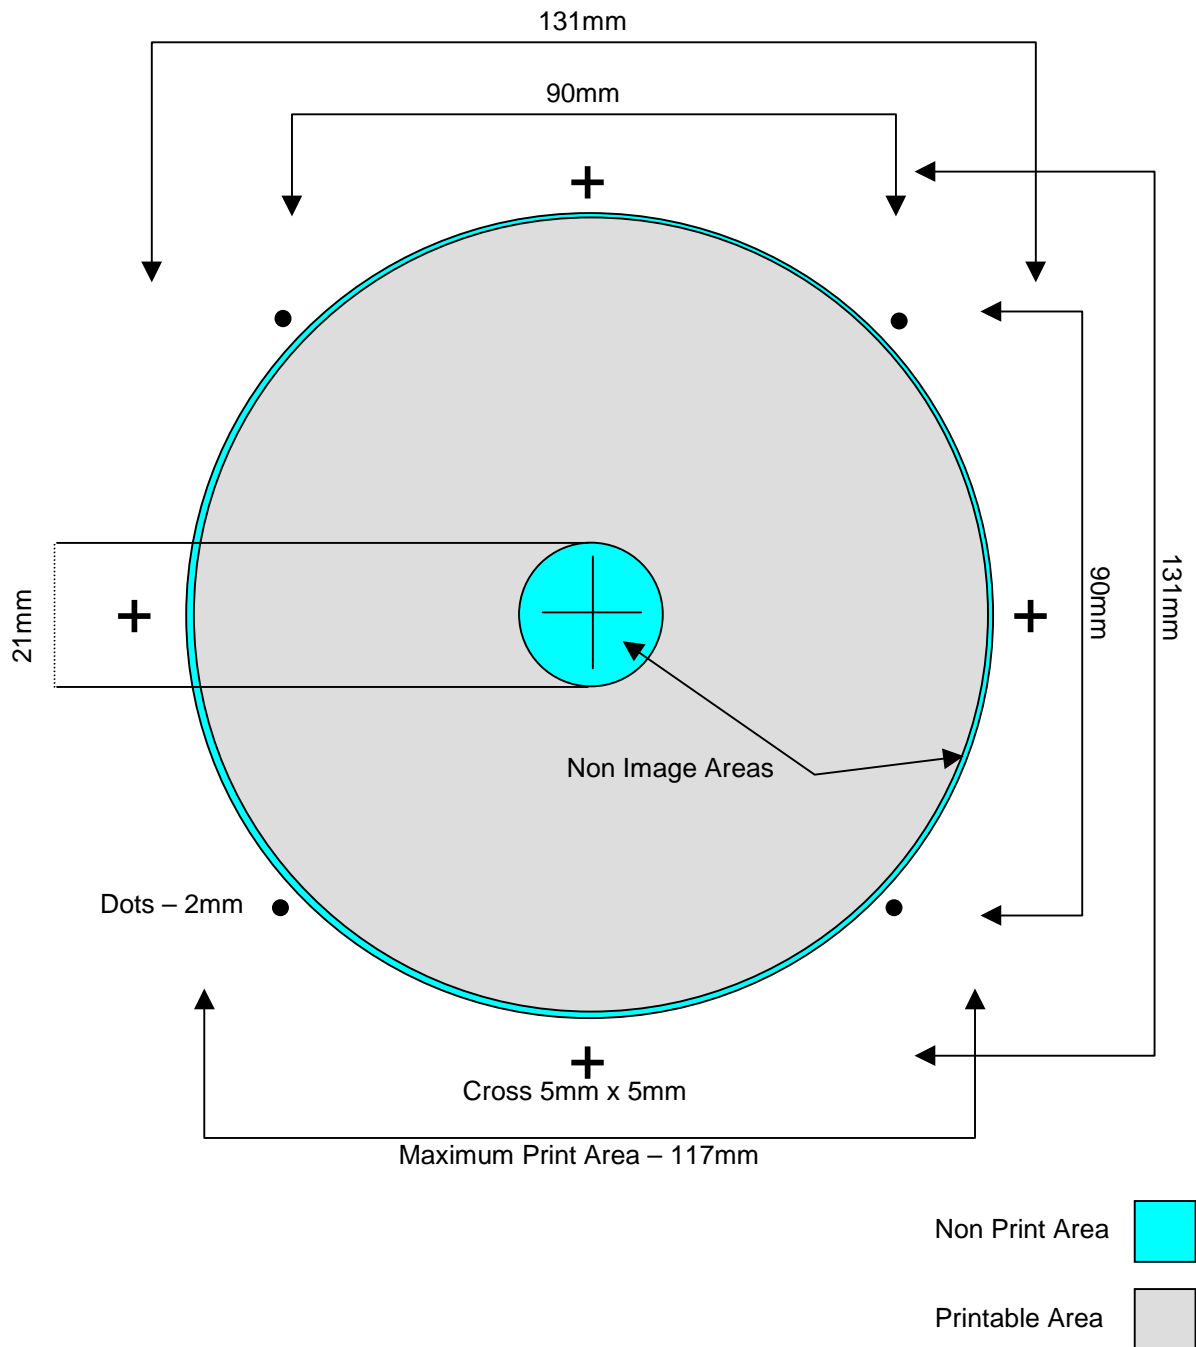 131mm
90mm
21mm
90mm
131mm
Non Image Areas
Dots – 2mm
Cross 5mm x 5mm
Maximum Print Area – 117mm
Non Print Area
Printable Area